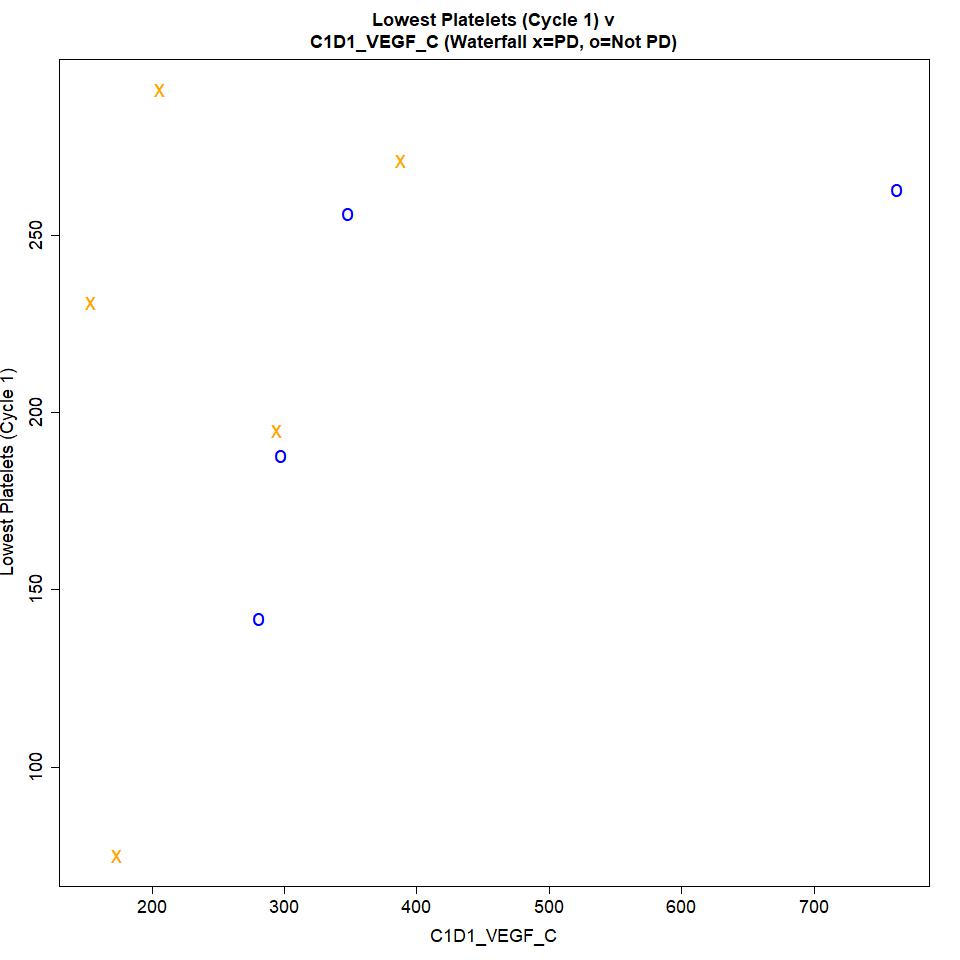 Lowest Platelets (Cycle 1) v
C1D1_VEGF_C (Waterfall x=PD, o=Not PD)
X
X
O
O
250
X
Lowest Platelets (Cycle 1)
200
X
O
150
O
100
X
200 300 400 500 600 700
C1D1_VEGF_C